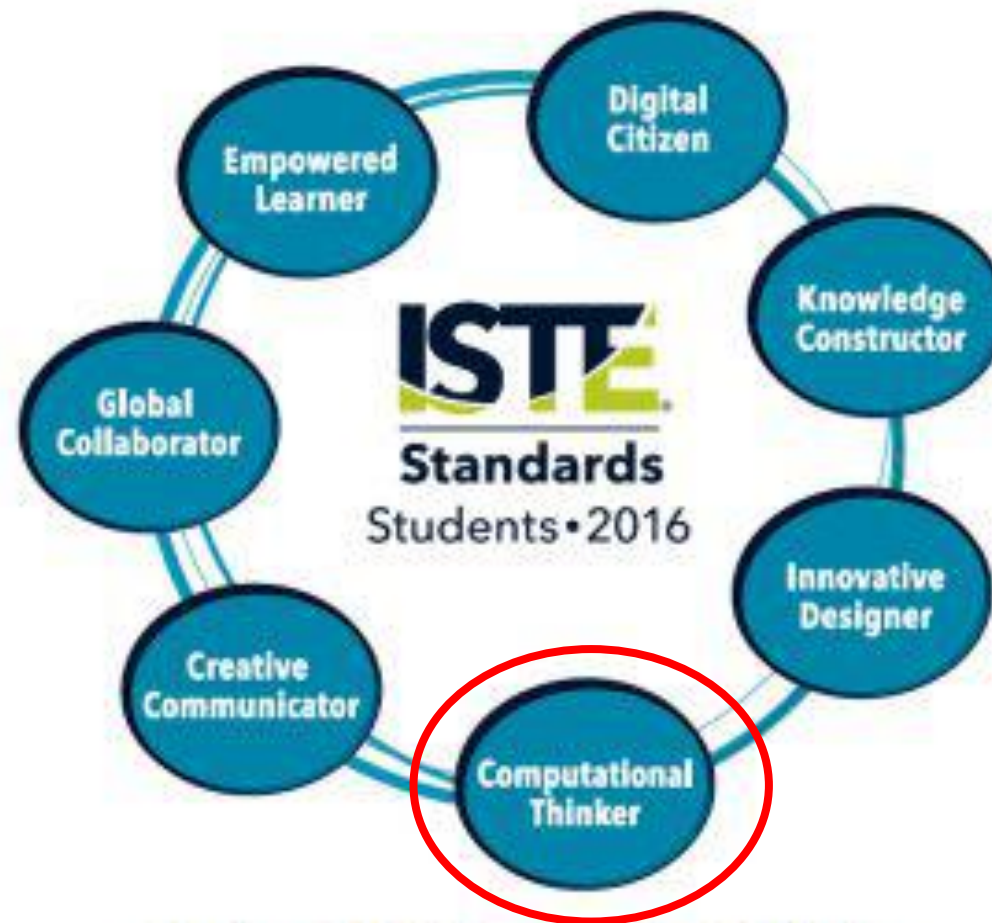 Digital
Citizen
Empowered
Learner
Knowledge
Constructor
ISTE®
Standards
Students•2016
Global
Collaborator
Innovative
Designer
Creative
Communicator
Computational
Thinker